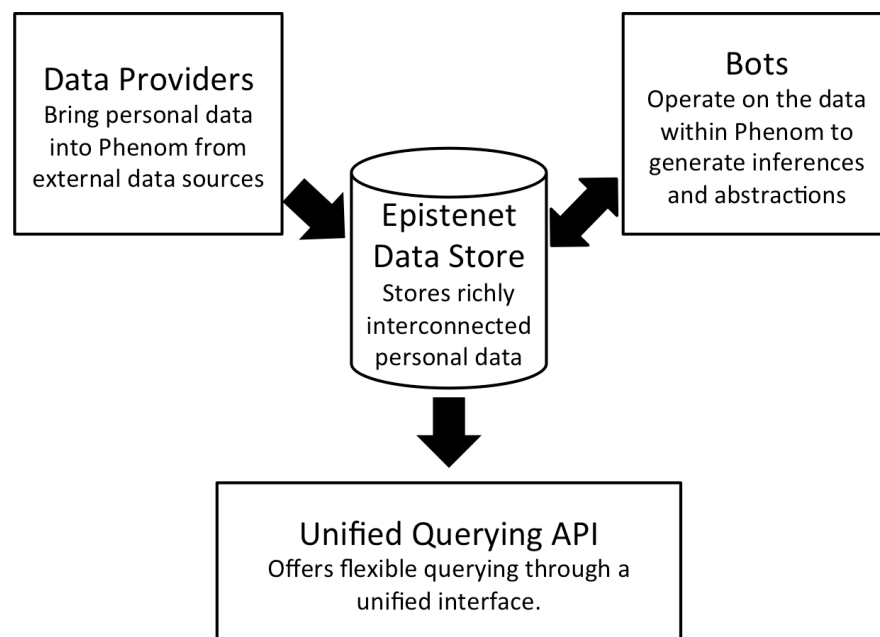 Data Providers
Bring personal data
into Phenom from
external data sources
Bots
Operate on the data
within Phenom to
generate inferences
and abstractions
Epistenet
Data Store
Stores richly
interconnected
personal data
Unified Querying API
Offers flexible querying through a
unified interface.